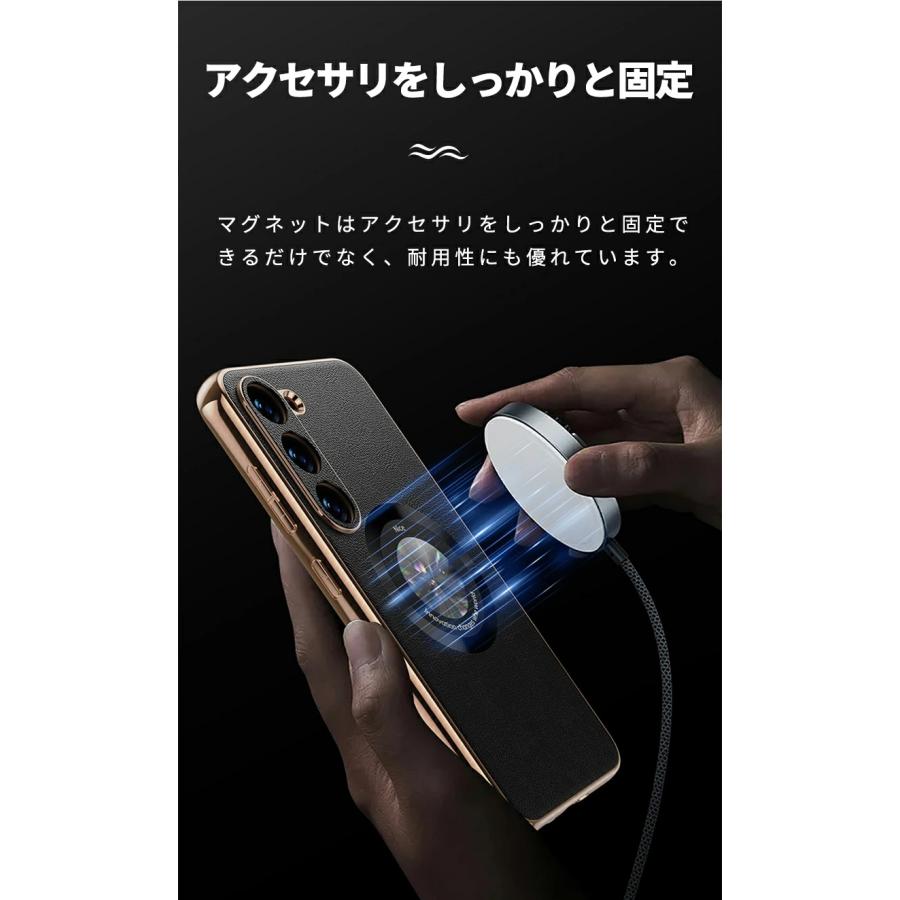 アクセサリをしっかりと固定
マグネットはアクセサリをしっかりと固定で
きるだけでなく、耐用性にも優れています。
Nice